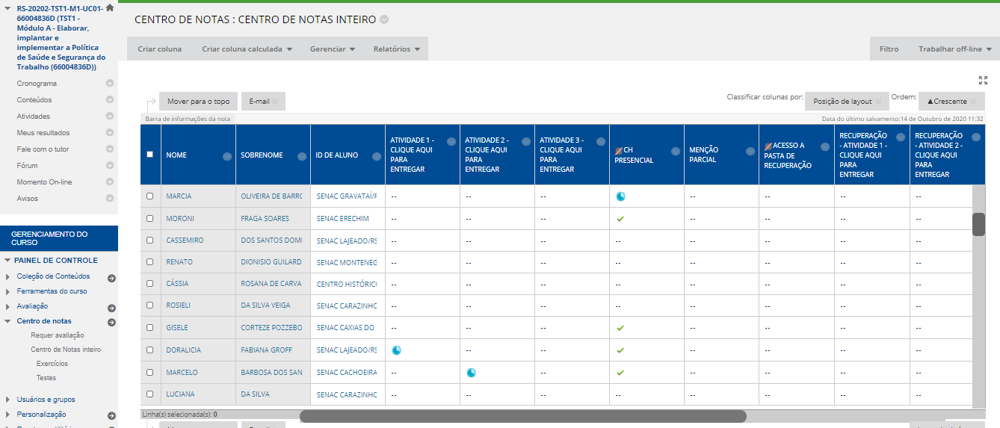 RS-20202-TST1-M1-UC01-
66004836D (TST1 -
Módulo A - Elaborar,
implantar e
implementar a Política
de Saúde e Segurança do
Trabalho (66004836D))
Cronograma
Conteúdos
Atividades
Meus resultados
Fale com o tutor
Fórum
Momento On-line
Avisos
GERENCIAMENTO DO
CURSO
PAINEL DE CONTROLE
Coleção de Conteúdos
Ferramentas do curso
Avaliação
Centro de notas
Requer avaliação
Centro de Notas inteiro
Exercícios
Testes
Usuários e grupos
Personalização
CENTRO DE NOTAS : CENTRO DE NOTAS INTEIRO
Criar coluna Criar coluna calculada Gerenciar Relatórios Filtro Trabalhar off-line
Mover para o topo E-mail Classificar colunas por: Posição de layout Ordem: ▲Crescente
Barra de informações da nota Data do último salvamento:14 de Outubro de 2020 11:32
NOME
SOBRENOME
ID DE ALUNO
ATIVIDADE 1 -
CLIQUE AQUI
PARA
ENTREGAR
ATIVIDADE 2 -
CLIQUE AQUI
PARA
ENTREGAR
ATIVIDADE 3 -
CLIQUE AQUI
PARA
ENTREGAR
CH
PRESENCIAL
MENÇÃO
PARCIAL
ACESSO A
PASTA DE
RECUPERAÇÃO
RECUPERAÇÃO
- ATIVIDADE 1 -
CLIQUE AQUI
PARA
ENTREGAR
RECUPERAÇÃO
- ATIVIDADE 2 -
CLIQUE AQUI
PARA
ENTREGAR
MARCIA OLIVEIRA DE BARRO SENAC GRAVATAÍ/R -- -- -- -- -- -- --
MORONI FRAGA SOARES SENAC ERECHIM -- -- -- -- -- -- --
CASSEMIRO DOS SANTOS DOMI SENAC LAJEADO/RS -- -- -- -- -- -- -- --
RENATO DIONISIO GUILARD SENAC MONTENEG -- -- -- -- -- -- -- --
CÁSSIA ROSANA DE CARVA CENTRO HISTÓRICO -- -- -- -- -- -- -- --
ROSIELI DA SILVA VEIGA SENAC CARAZINHO -- -- -- -- -- -- -- --
GISELE CORTEZE POZZEBO SENAC CAXIAS DO -- -- -- -- -- -- --
DORALICIA FABIANA GROFF SENAC LAJEADO/RS -- -- -- -- -- --
MARCELO BARBOSA DOS SAN SENAC CACHOEIRA -- -- -- -- -- --
LUCIANA DA SILVA SENAC CARAZINHO -- -- -- -- -- -- -- --
Linha(s) selecionada(s): 0